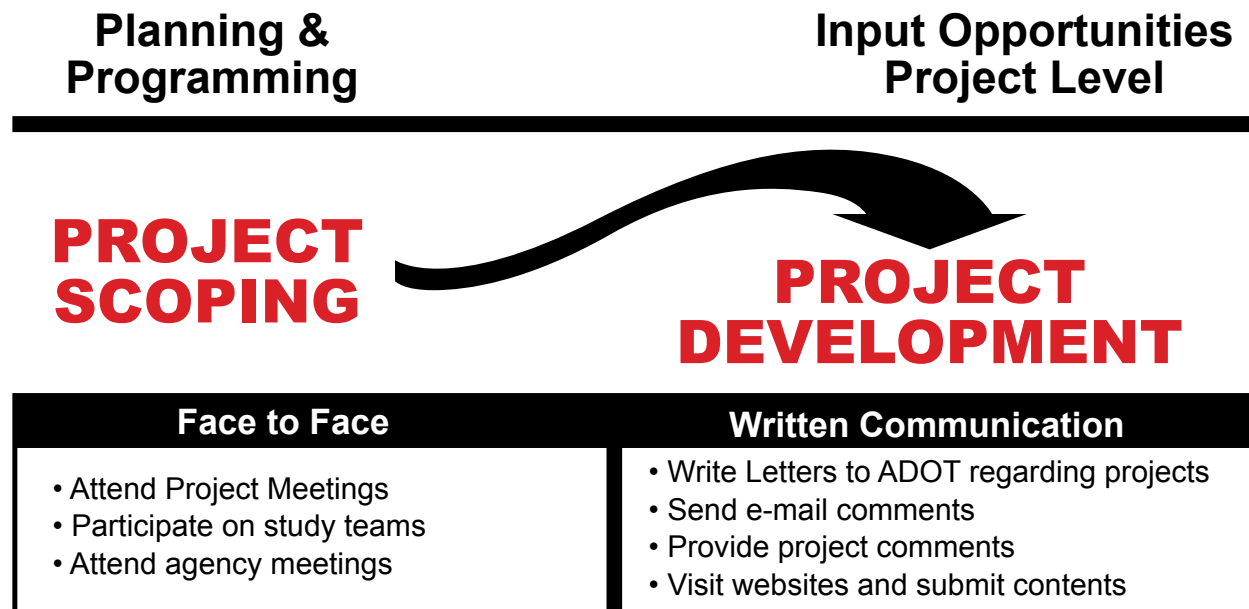 Planning &
Programming
Input Opportunities
Project Level
PROJECT
SCOPING
PROJECT
DEVELOPMENT
Face to Face
• Attend Project Meetings
• Participate on study teams
• Attend agency meetings
Written Communication
• Write Letters to ADOT regarding projects
• Send e-mail comments
• Provide project comments
• Visit websites and submit contents